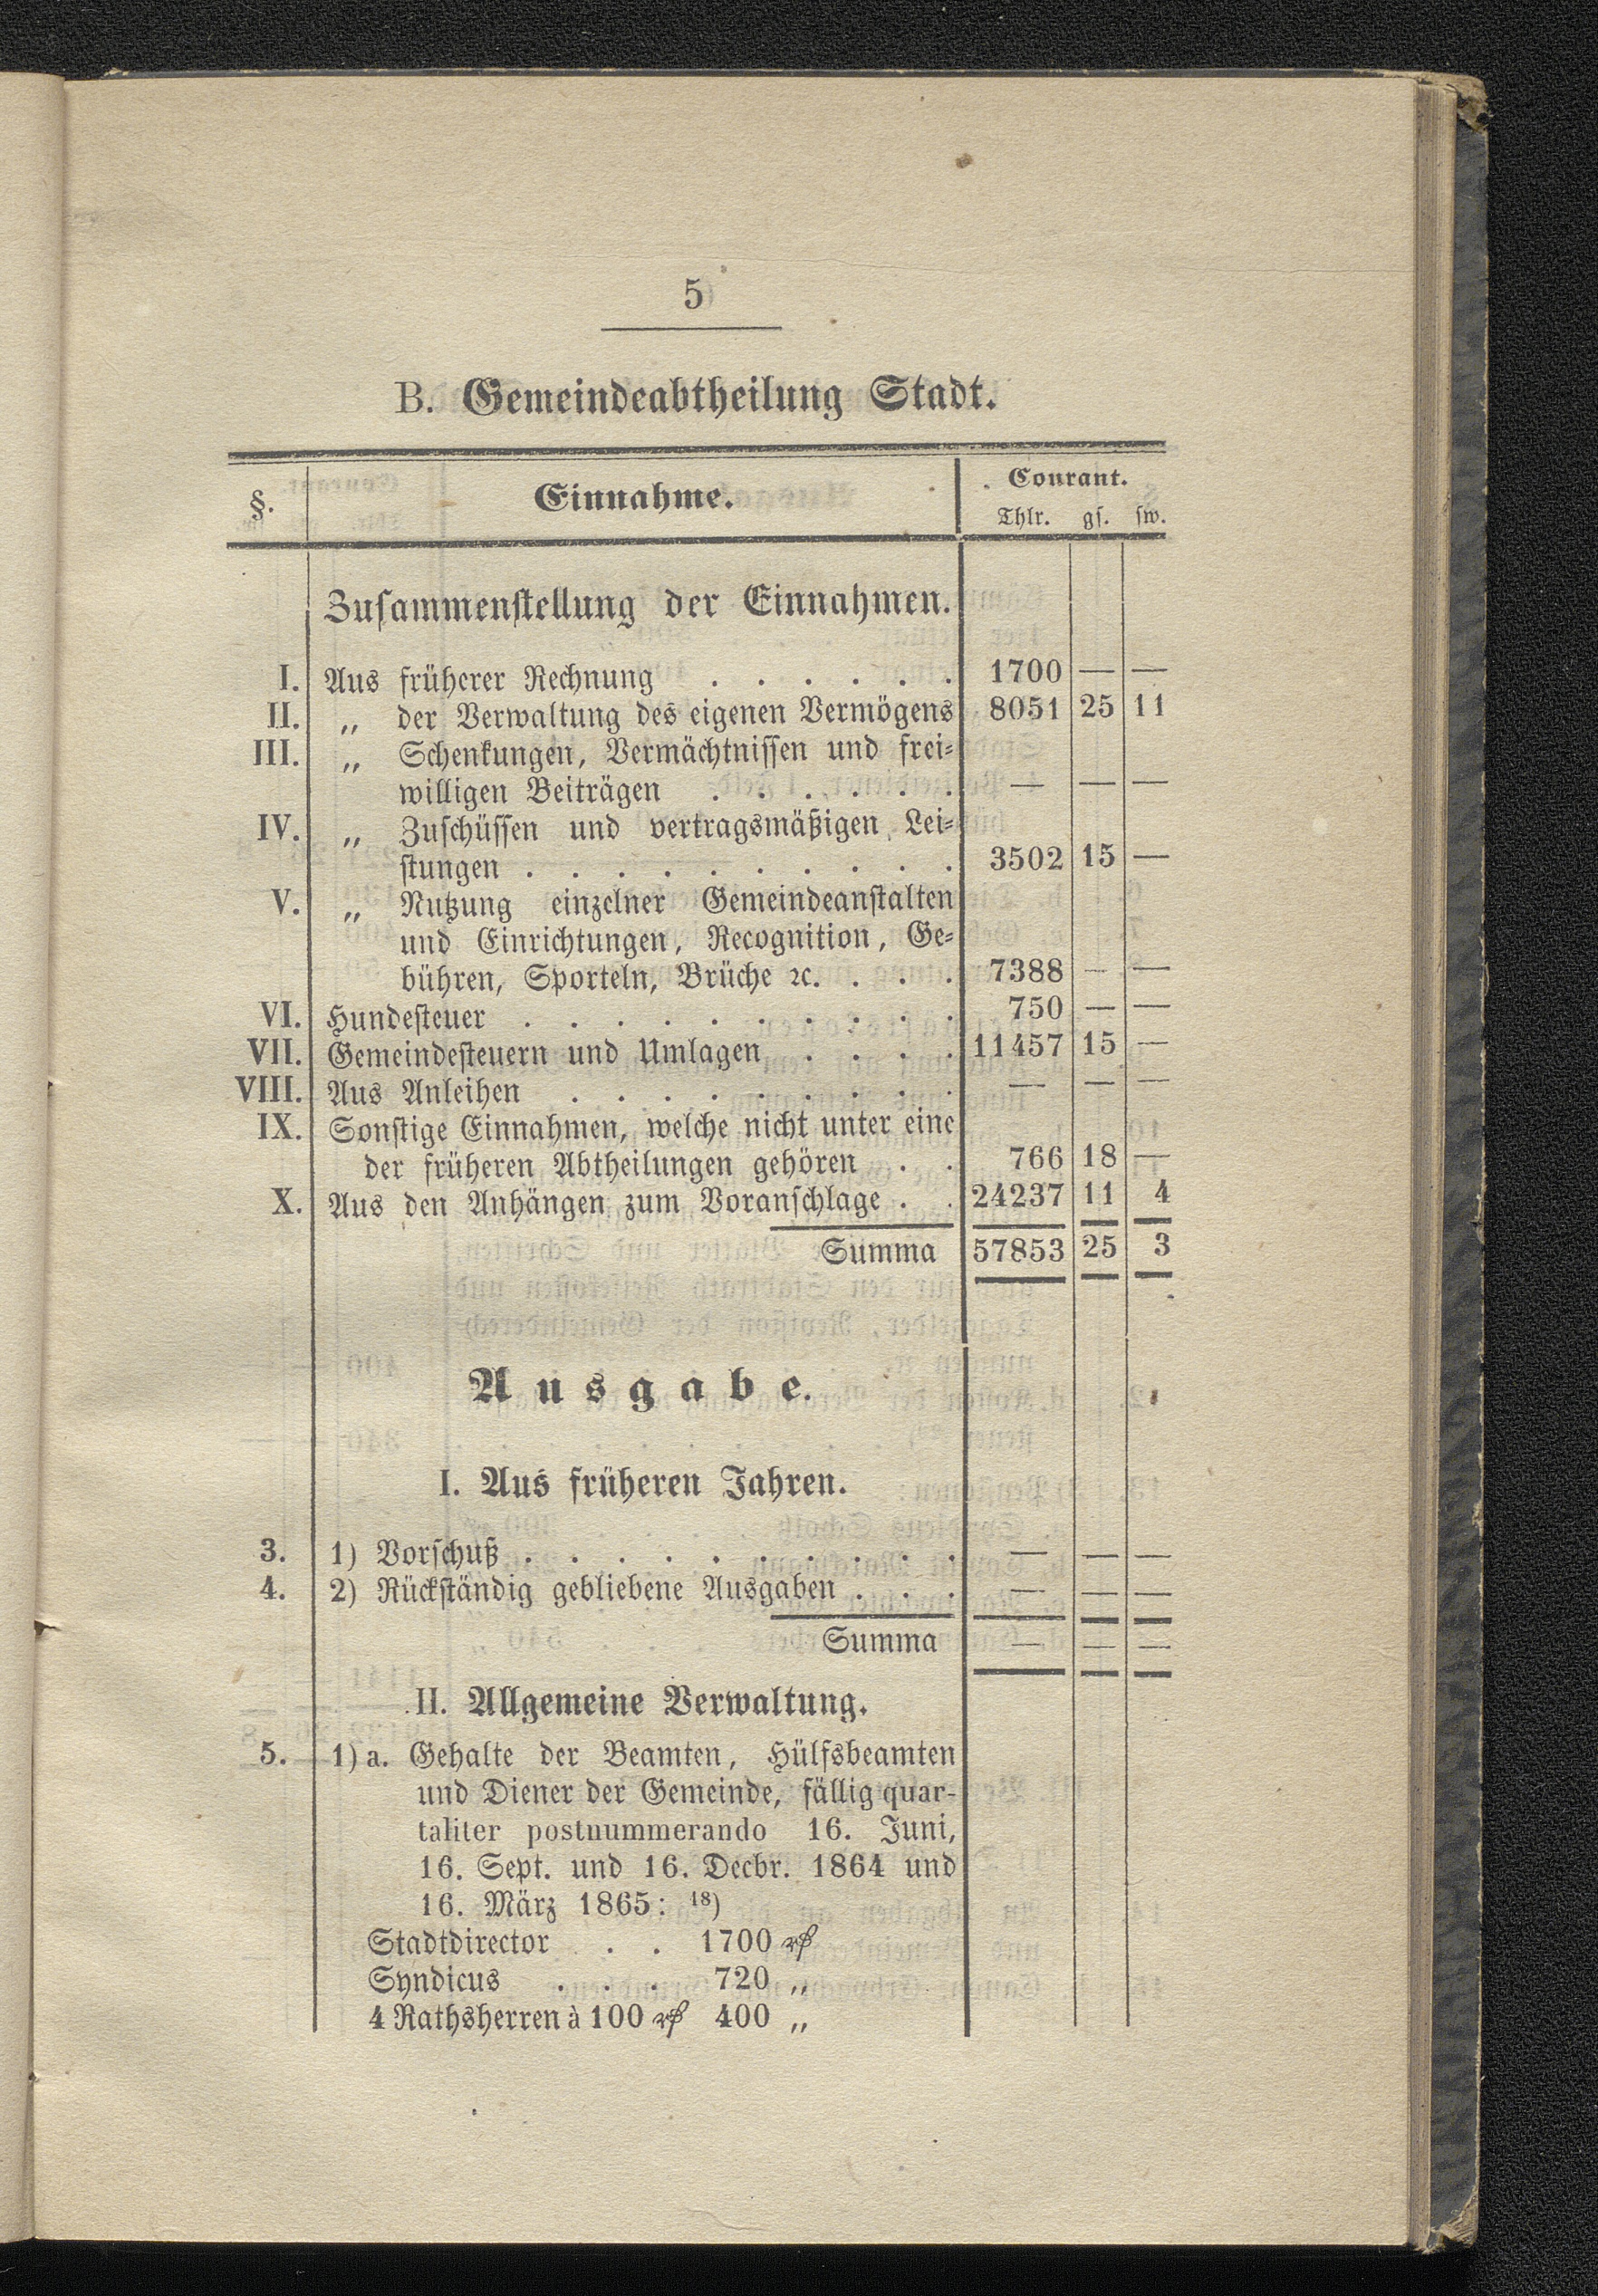 5
B. Gemeindeabtheilung Stadt.
§. Einnahme. Courant.
Thlr. gs. sw.
Zusammenstellung der Einnahmen.
I. Aus früherer Rechnung . . . . . . 1700 — —
II. „ der Verwaltung des eigenen Vermögens 8051 25 11
III. „ Schenkungen, Vermächtnissen und frei-
willigen Beiträgen . . . . . . — — —
IV. „ Zuschüssen und vertragsmäßigen Lei-
stungen . . . . . . . . . . 3502 15 —
V. „ Nutzung einzelner Gemeindeanstalten
und Einrichtungen, Recognition, Ge-
bühren, Sporteln, Brüche ꝛc. . . . 7388 — —
VI. Hundesteuer . . . . . . . . . . 750 — —
VII. Gemeindesteuern und Umlagen . . . . 11457 15 —
VIII. Aus Anleihen . . . . . . . . . — — —
IX. Sonstige Einnahmen, welche nicht unter eine
der früheren Abtheilungen gehören . . 766 18 —
X. Aus den Anhängen zum Voranschlage . . 24237 11 4
Summa 57853 25 3
Ausgabe.
I. Aus früheren Jahren.
3. 1) Vorschuß . . . . . . . . . . — — —
4. 2) Rückständig gebliebene Ausgaben . . . — — —
Summa — — —
II. Allgemeine Verwaltung.
5. 1) a. Gehalte der Beamten, Hülfsbeamten
und Diener der Gemeinde, fällig quar-
taliter postnummerando 16. Juni,
16. Sept. und 16. Decbr. 1864 und
16. März 1865: 18)
Stadtdirector . . 1700 ₰
Syndicus . . . 720 „
4 Rathsherren à 100 ₰ 400 „